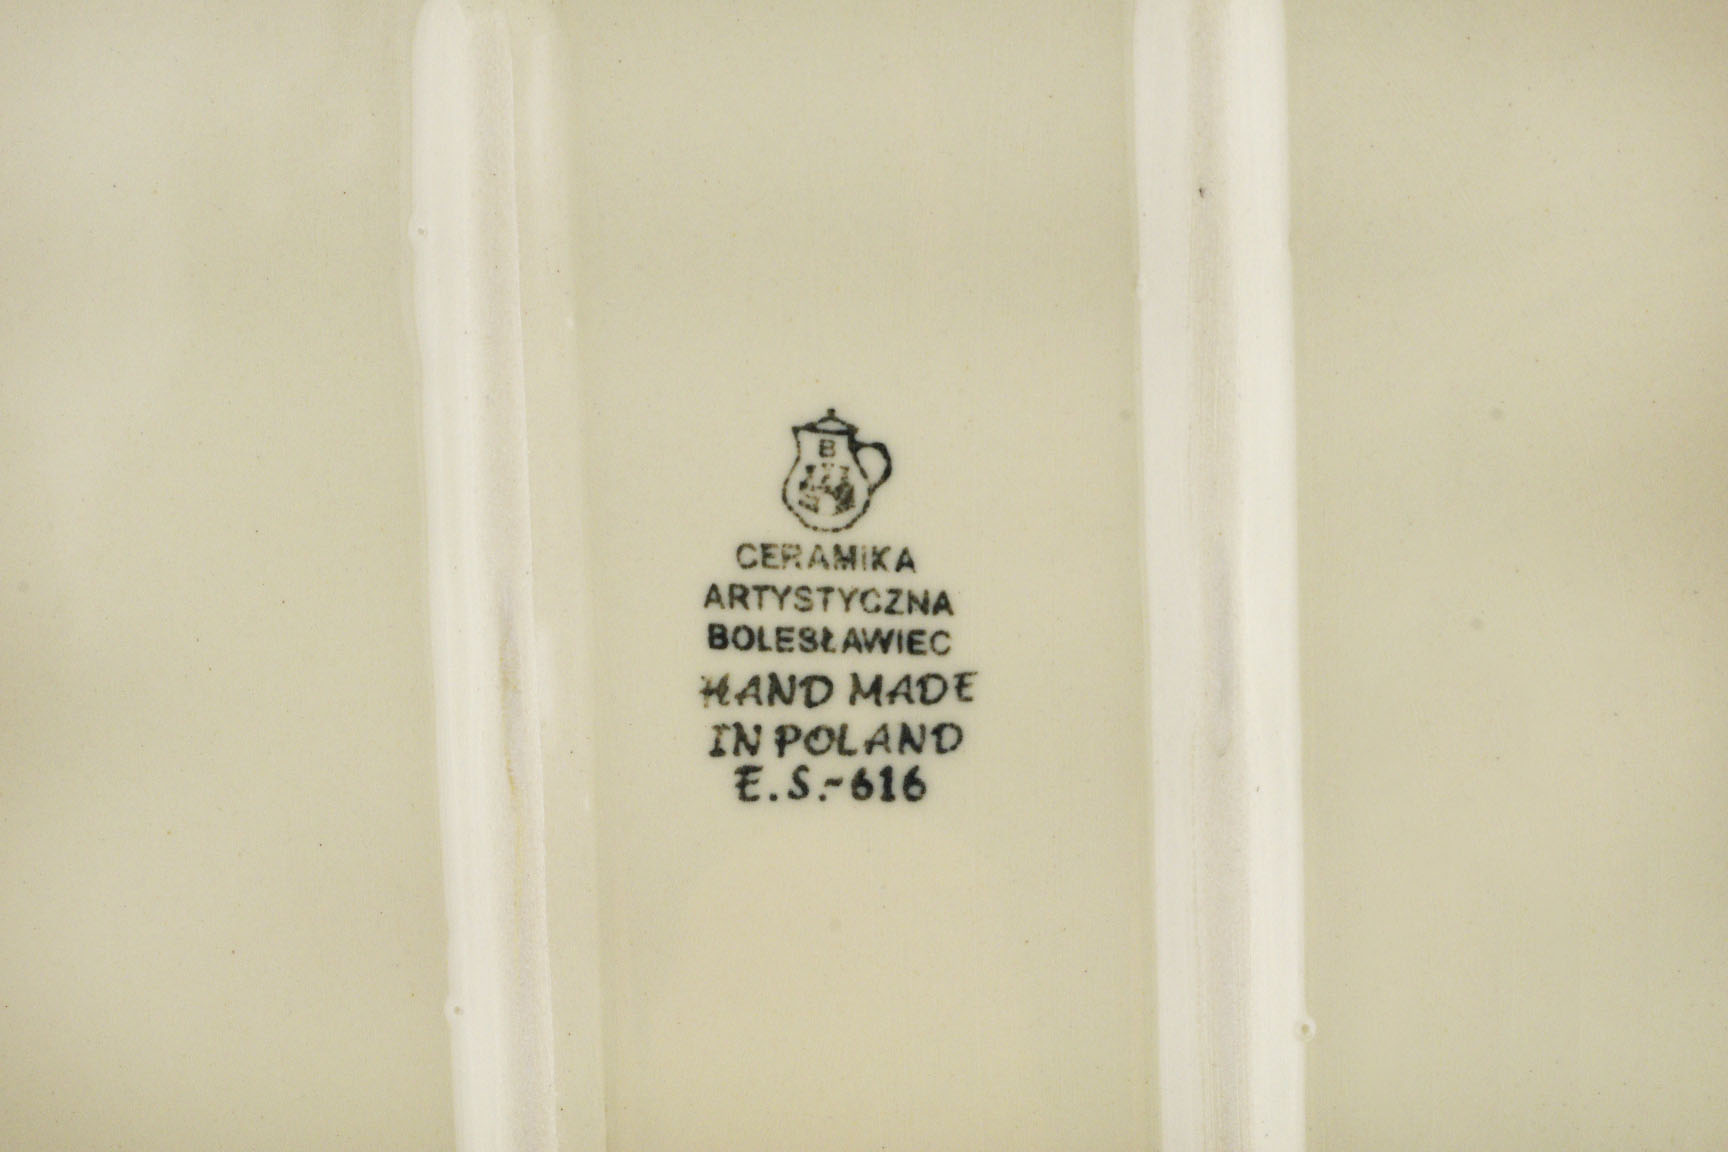 B
CERAMIKA
ARTYSTYCZNA
BOLESŁAWIEC
HAND MADE
IN POLAND
E.S.-616